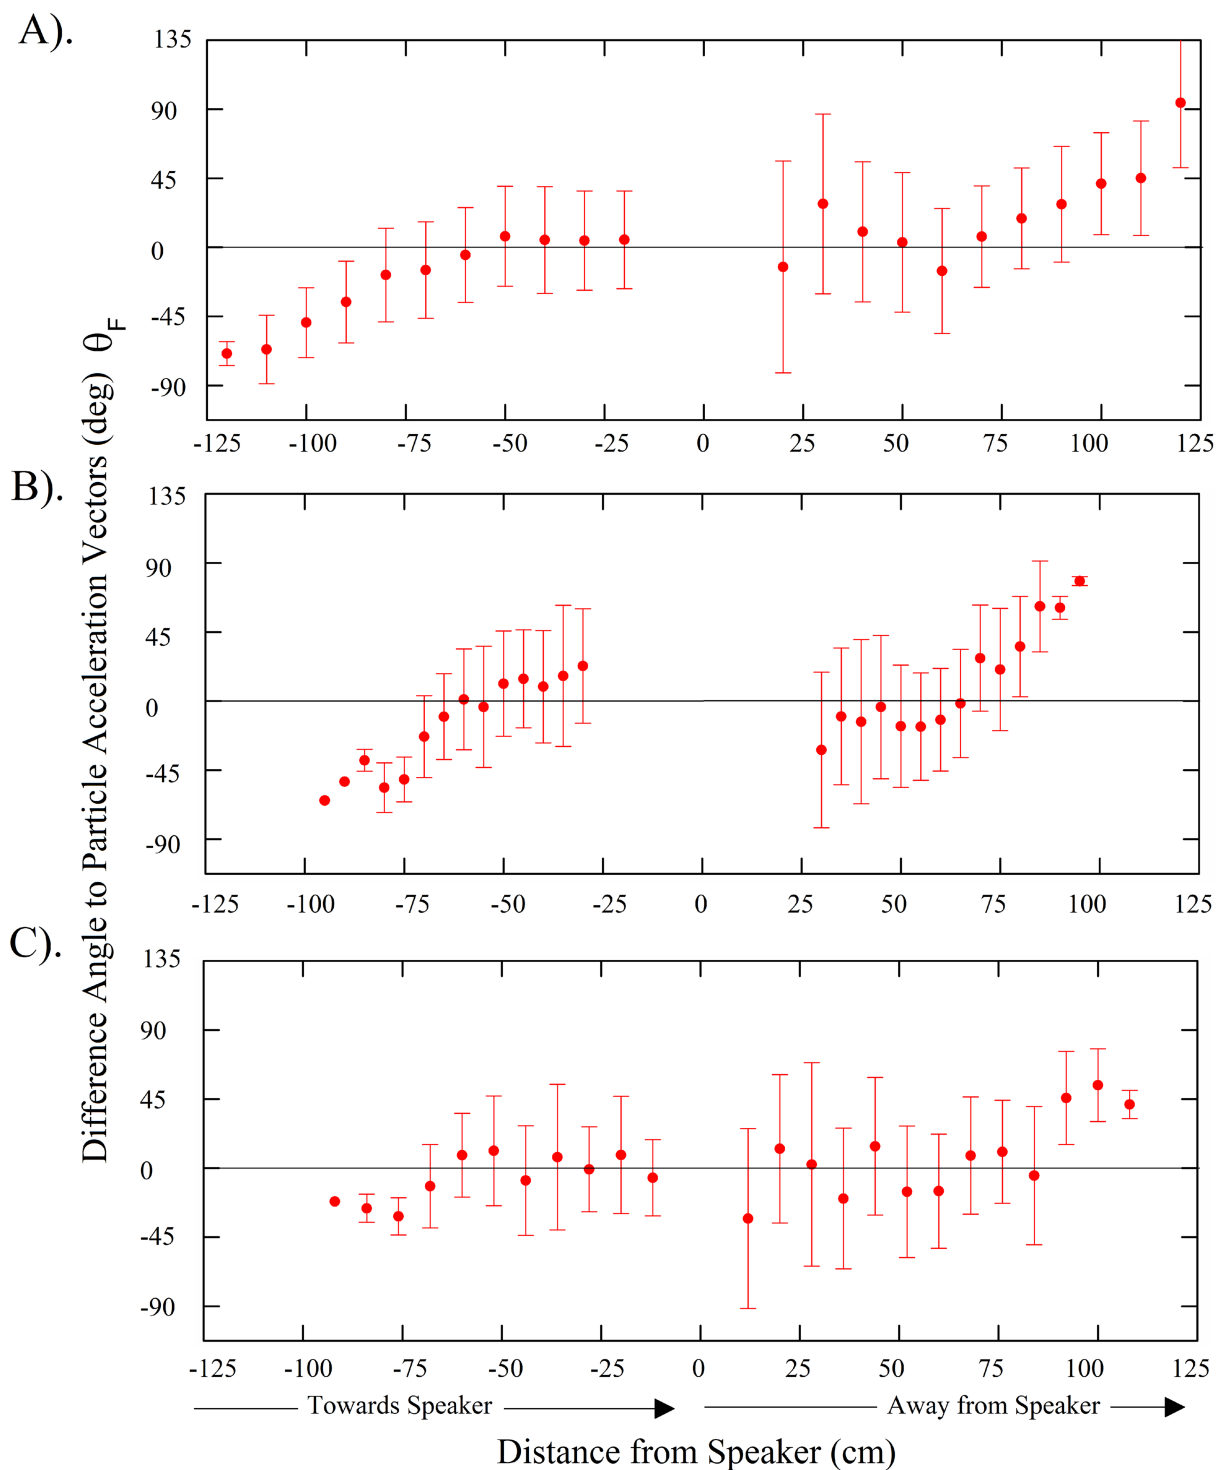 A).
135
90
45
0
-45
-90
-125 -100 -75 -50 -25 0 25 50 75 100 125
B).
135
90
45
0
-45
-90
-125 -100 -75 -50 -25 0 25 50 75 100 125
C).
135
90
45
0
-45
-90
-125 -100 -75 -50 -25 0 25 50 75 100 125
Difference Angle to Particle Acceleration Vectors (deg) θF
Towards Speaker Away from Speaker
Distance from Speaker (cm)